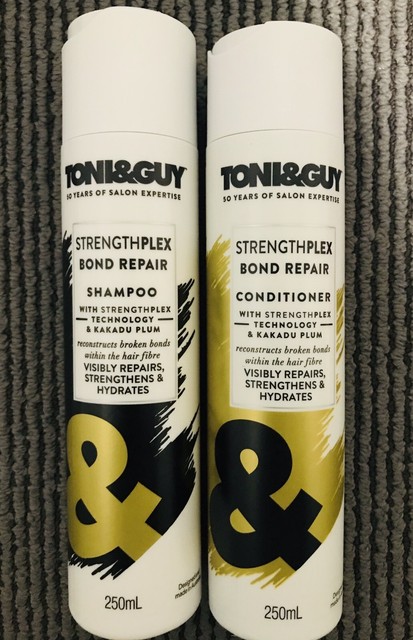 TONI&GUY
50 YEARS OF SALON EXPERTISE
STRENGTHPLEX
BOND REPAIR
SHAMPOO
WITH STRENGTHPLEX
TECHNOLOGY
& KAKADU PLUM
reconstructs broken bonds
within the hair fibre
VISIBLY REPAIRS,
STRENGTHENS &
HYDRATES
&
250mL
TONI&GUY
50 YEARS OF SALON EXPERTISE
STRENGTHPLEX
BOND REPAIR
CONDITIONER
WITH STRENGTHPLEX
TECHNOLOGY
& KAKADU PLUM
reconstructs broken bonds
within the hair fibre
VISIBLY REPAIRS,
STRENGTHENS &
HYDRATES
&
250mL